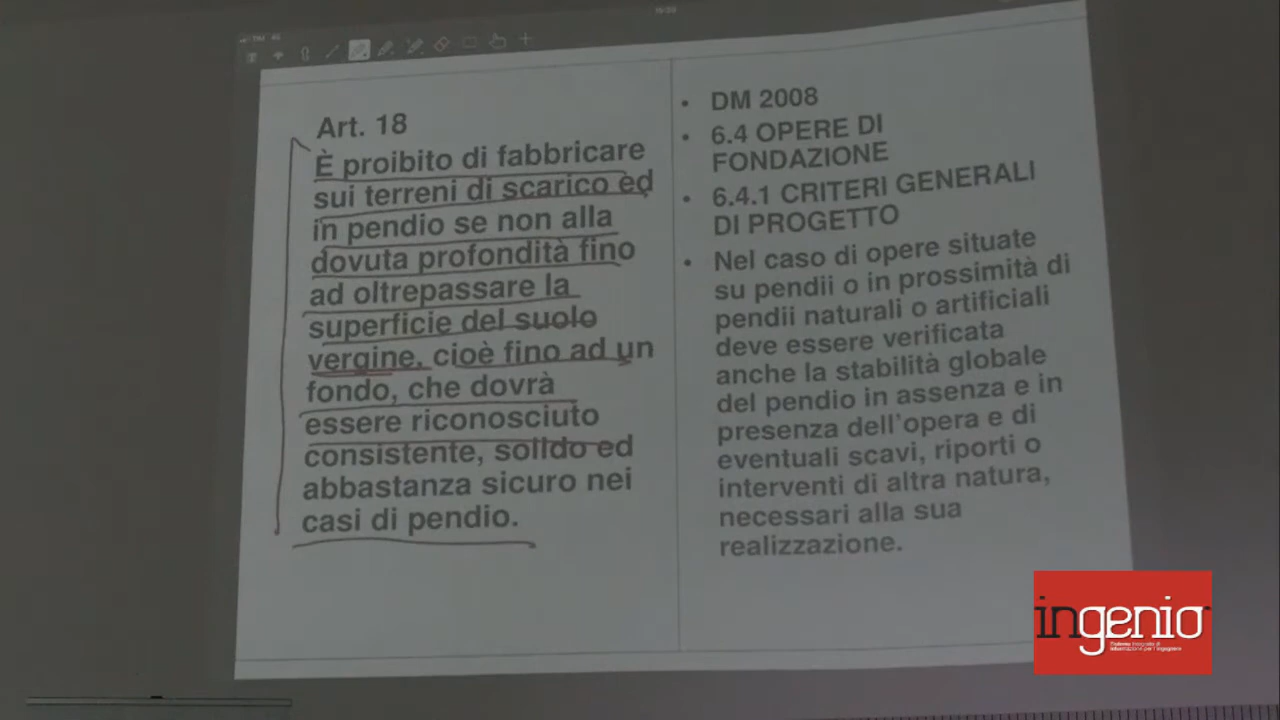 Art. 18
È proibito di fabbricare
sui terreni di scarico ed
in pendio se non alla
dovuta profondità fino
ad oltrepassare la
superficie del suolo
vergine, cioè fino ad un
fondo, che dovrà
essere riconosciuto
consistente, solido ed
abbastanza sicuro nei
casi di pendio.
• DM 2008
• 6.4 OPERE DI
FONDAZIONE
• 6.4.1 CRITERI GENERALI
DI PROGETTO
• Nel caso di opere situate
su pendii o in prossimità di
pendii naturali o artificiali
deve essere verificata
anche la stabilità globale
del pendio in assenza e in
presenza dell'opera e di
eventuali scavi, riporti o
interventi di altra natura,
necessari alla sua
realizzazione.
ingenio